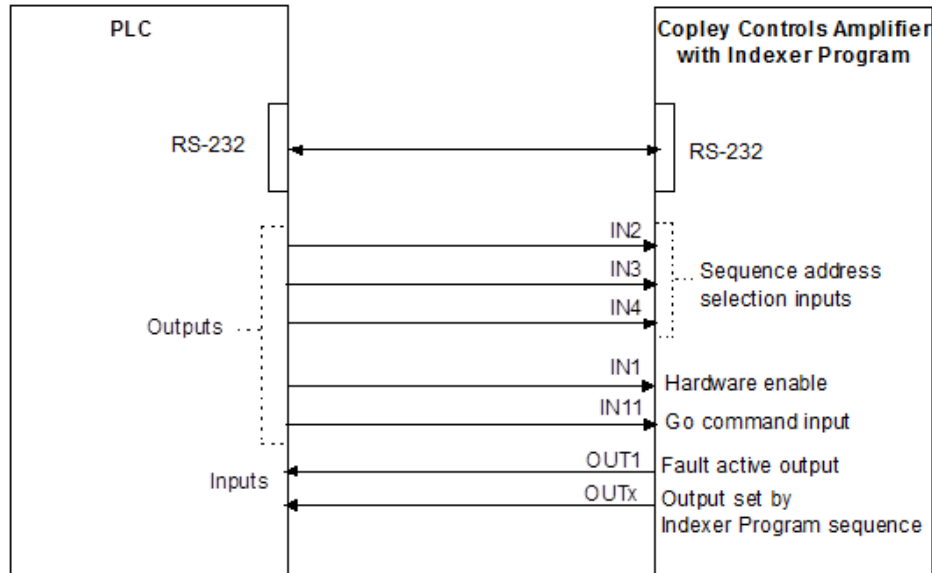 PLC
Copley Controls Amplifier
with Indexer Program
RS-232
RS-232
IN2
IN3
IN4
Sequence address
selection inputs
Outputs
IN1
Hardware enable
IN11
Go command input
Inputs
OUT1
Fault active output
OUTx
Output set by
Indexer Program sequence